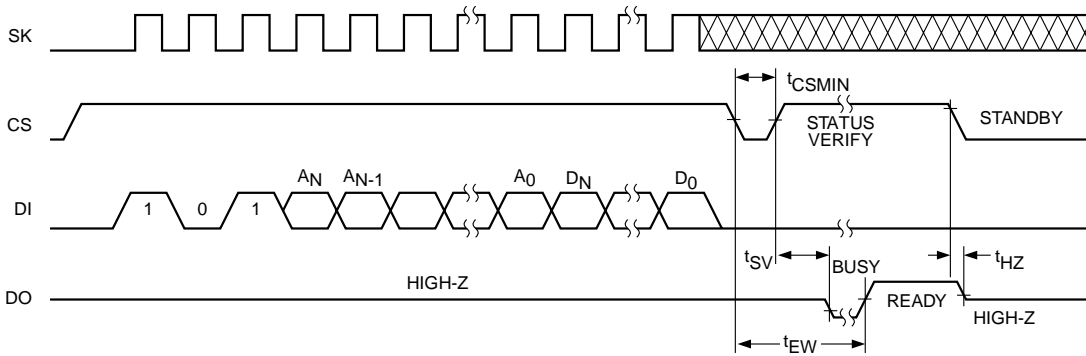 SK
tCSMIN
CS
STATUS
VERIFY
STANDBY
AN
AN-1
A0
DN
D0
DI
1
0
1
tSV
BUSY
tHZ
DO
HIGH-Z
READY
HIGH-Z
tEW